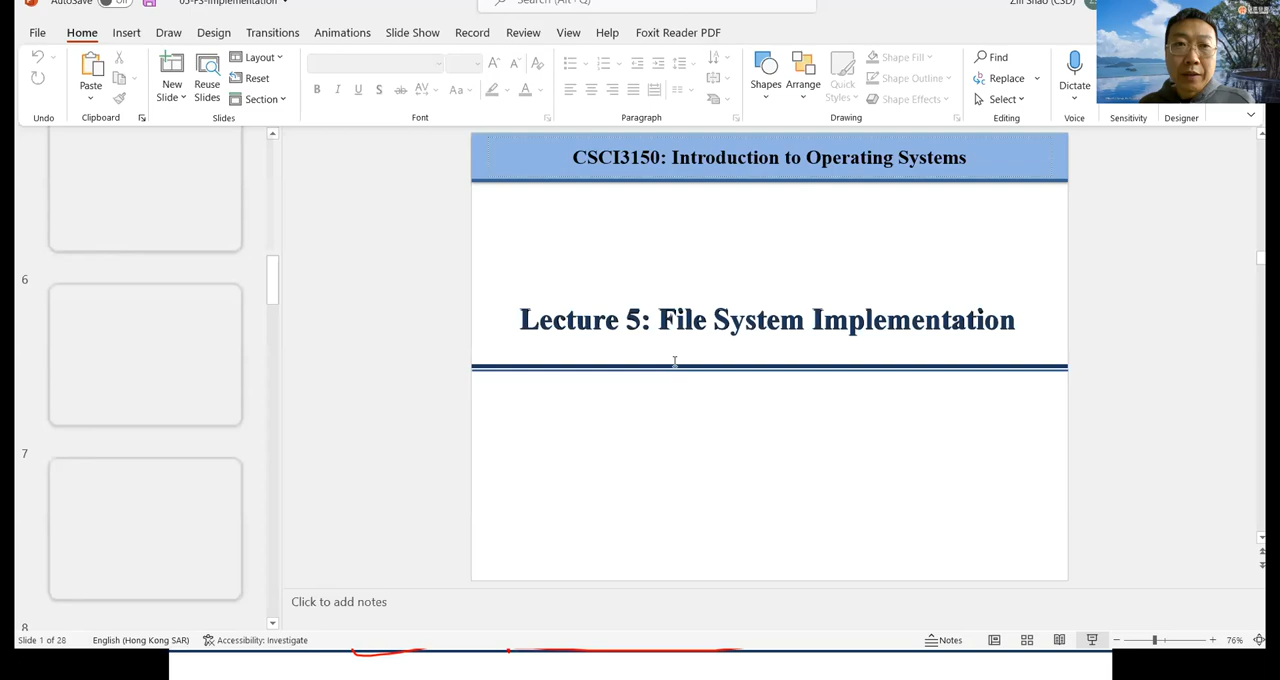 AutoSave Off 05-FS-Implementation Search (Alt+Q) Zili Shao (CSD)
File Home Insert Draw Design Transitions Animations Slide Show Record Review View Help Foxit Reader PDF
Paste
New Slide
Reuse Slides
Layout
Reset
Section
B I U S ab AV Aa A A A
Shapes
Arrange
Quick Styles
Shape Fill
Shape Outline
Shape Effects
Find
Replace
Select
Dictate
Undo Clipboard Slides Font Paragraph Drawing Editing Voice Sensitivity Designer
CSCI3150: Introduction to Operating Systems
6
Lecture 5: File System Implementation
7
Click to add notes
8
Slide 1 of 28 English (Hong Kong SAR) Accessibility: Investigate Notes 76%